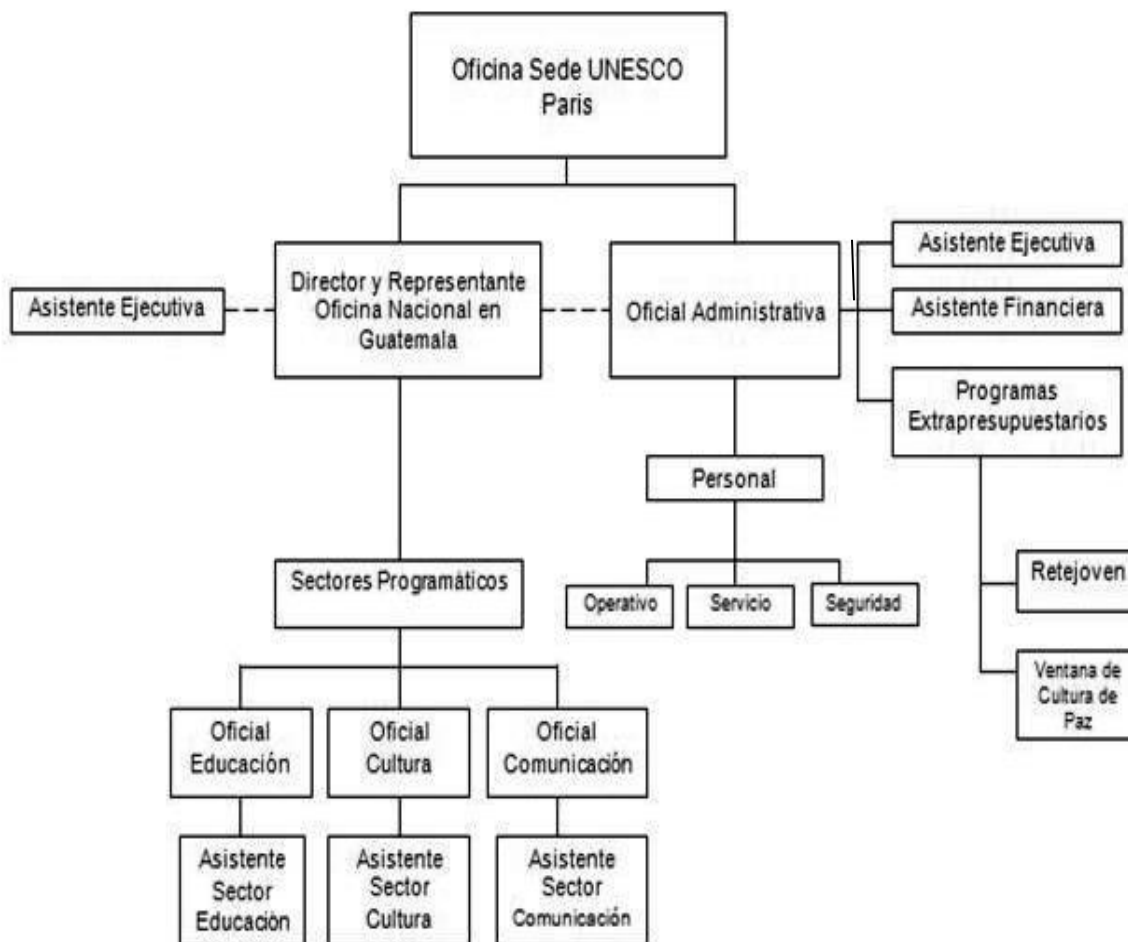 Oficina Sede UNESCO
Paris
Asistente Ejecutiva
Director y Representante
Oficina Nacional en
Guatemala
Oficial Administrativa
Asistente Ejecutiva
Asistente Financiera
Programas
Extrapresupuestarios
Personal
Sectores Programáticos
Operativo
Servicio
Seguridad
Retejoven
Ventana de
Cultura de
Paz
Oficial
Educación
Oficial
Cultura
Oficial
Comunicación
Asistente
Sector
Educación
Asistente
Sector
Cultura
Asistente
Sector
Comunicación